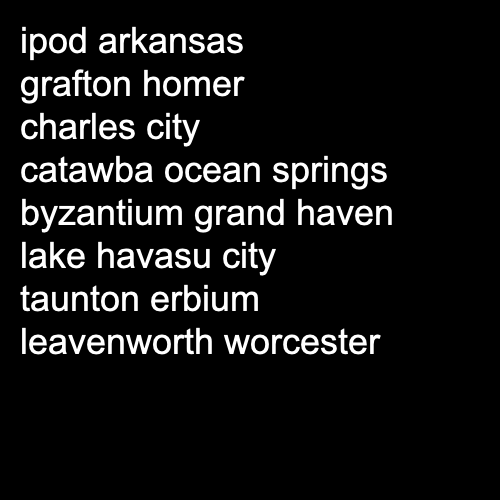 ipod arkansas
grafton homer
charles city
catawba ocean springs
byzantium grand haven
lake havasu city
taunton erbium
leavenworth worcester